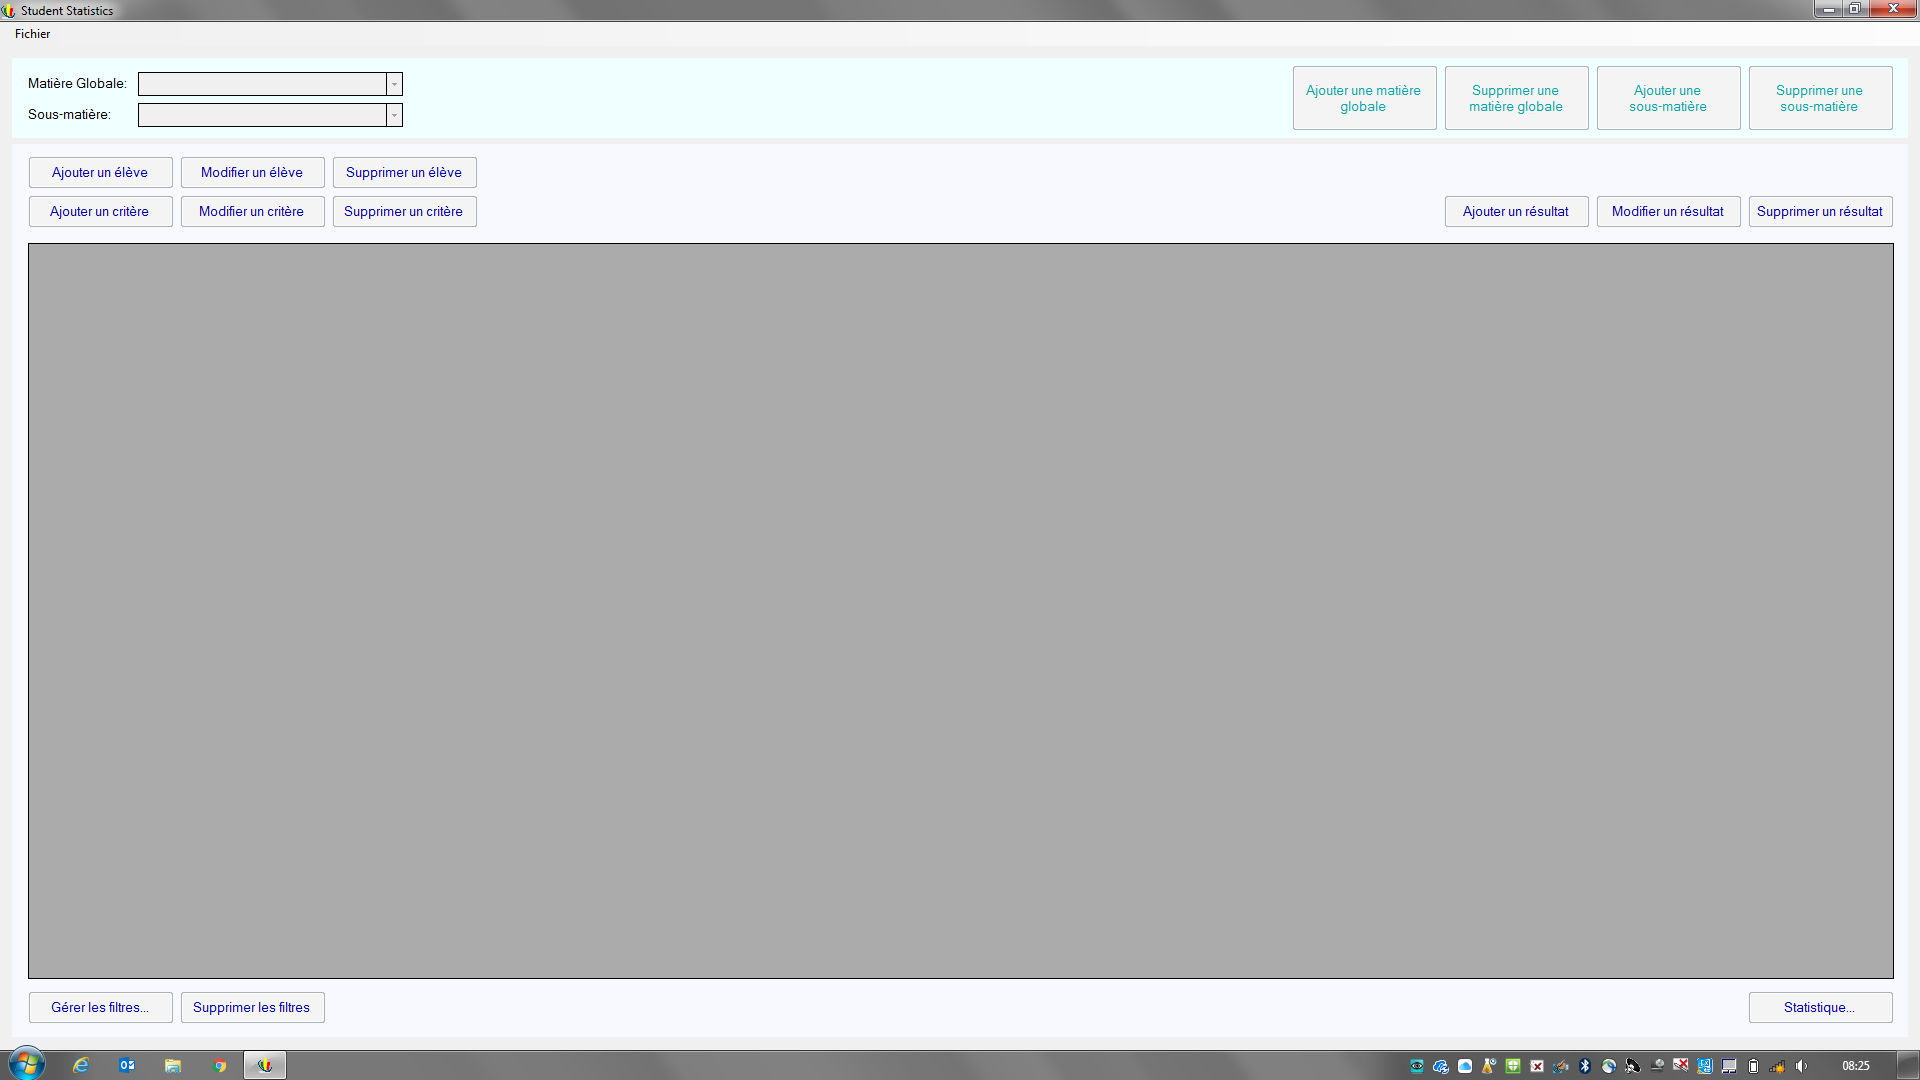 Student Statistics
Fichier
Matière Globale:
Sous-matière:
Ajouter une matière
globale
Supprimer une
matière globale
Ajouter une
sous-matière
Supprimer une
sous-matière
Ajouter un élève
Modifier un élève
Supprimer un élève
Ajouter un critère
Modifier un critère
Supprimer un critère
Ajouter un résultat
Modifier un résultat
Supprimer un résultat
Gérer les filtres...
Supprimer les filtres
Statistique...
08:25